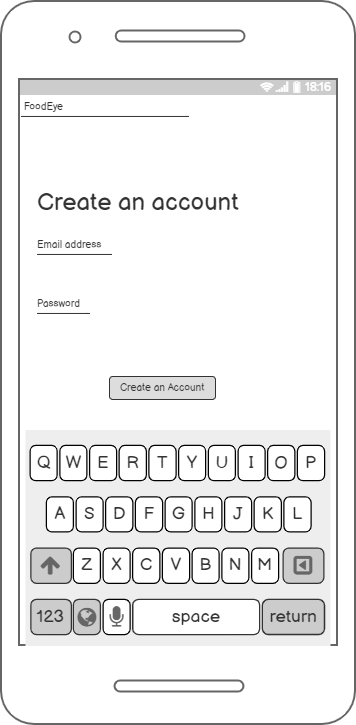 18:16
FoodEye
Create an account
Email address
Password
Create an Account
Q W E R T Y U I O P
A S D F G H J K L
Z X C V B N M
123 space return